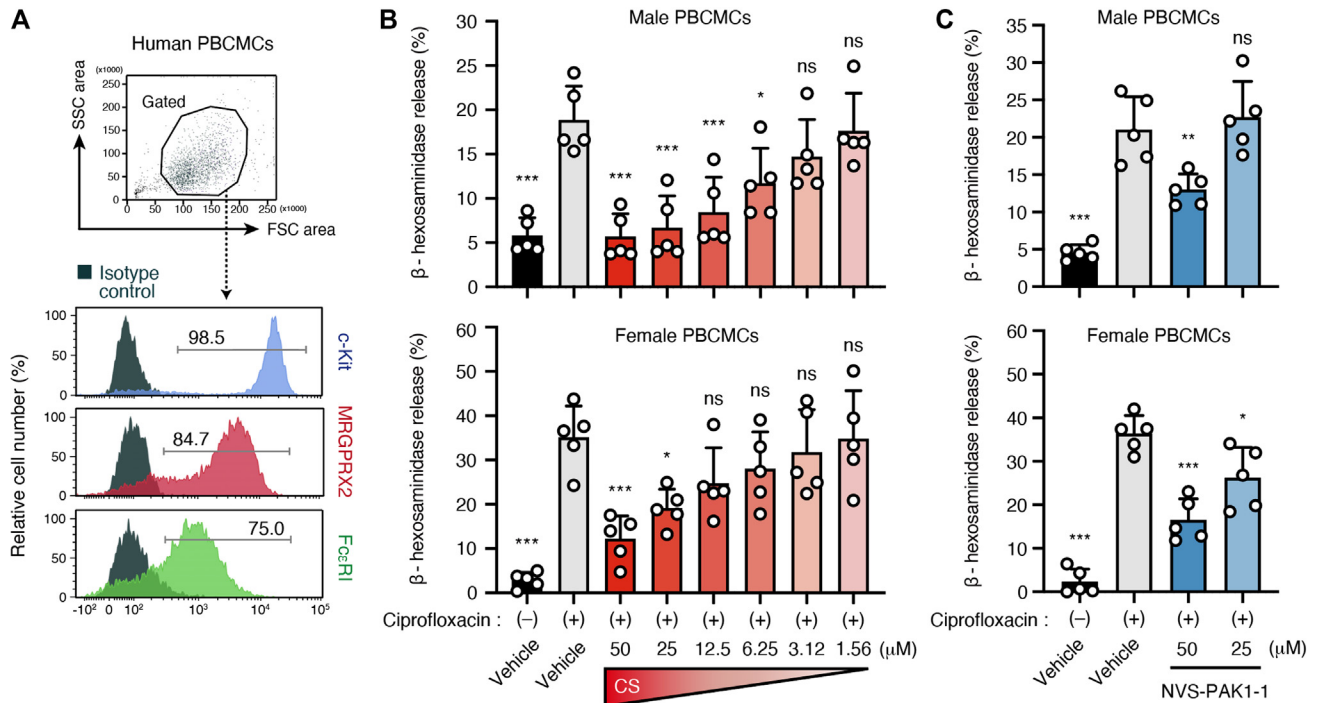 A
Human PBCMCs
(x1000)
SSC area
250
200
150
100
50
0
Gated
0 50 100 150 200 250 (x1000)
FSC area
Isotype
control
Relative cell number (%)
100
50
0
98.5
c-Kit
100
50
0
84.7
MRGPRX2
100
50
0
75.0
FcεRI
-10² 0 10² 10³ 10⁴ 10⁵
B
Male PBCMCs
β - hexosaminidase release (%)
30
25
20
15
10
5
0
*** *** *** *** * ns ns
Female PBCMCs
β - hexosaminidase release (%)
60
50
40
30
20
10
0
*** *** * ns ns ns ns
Ciprofloxacin : (–) (+) (+) (+) (+) (+) (+) (+)
Vehicle Vehicle 50 25 12.5 6.25 3.12 1.56 (μM)
CS
C
Male PBCMCs
β - hexosaminidase release (%)
35
30
25
20
15
10
5
0
*** ** ns
Female PBCMCs
β - hexosaminidase release (%)
60
50
40
30
20
10
0
*** *** *
Ciprofloxacin : (–) (+) (+) (+)
Vehicle Vehicle 50 25 (μM)
NVS-PAK1-1